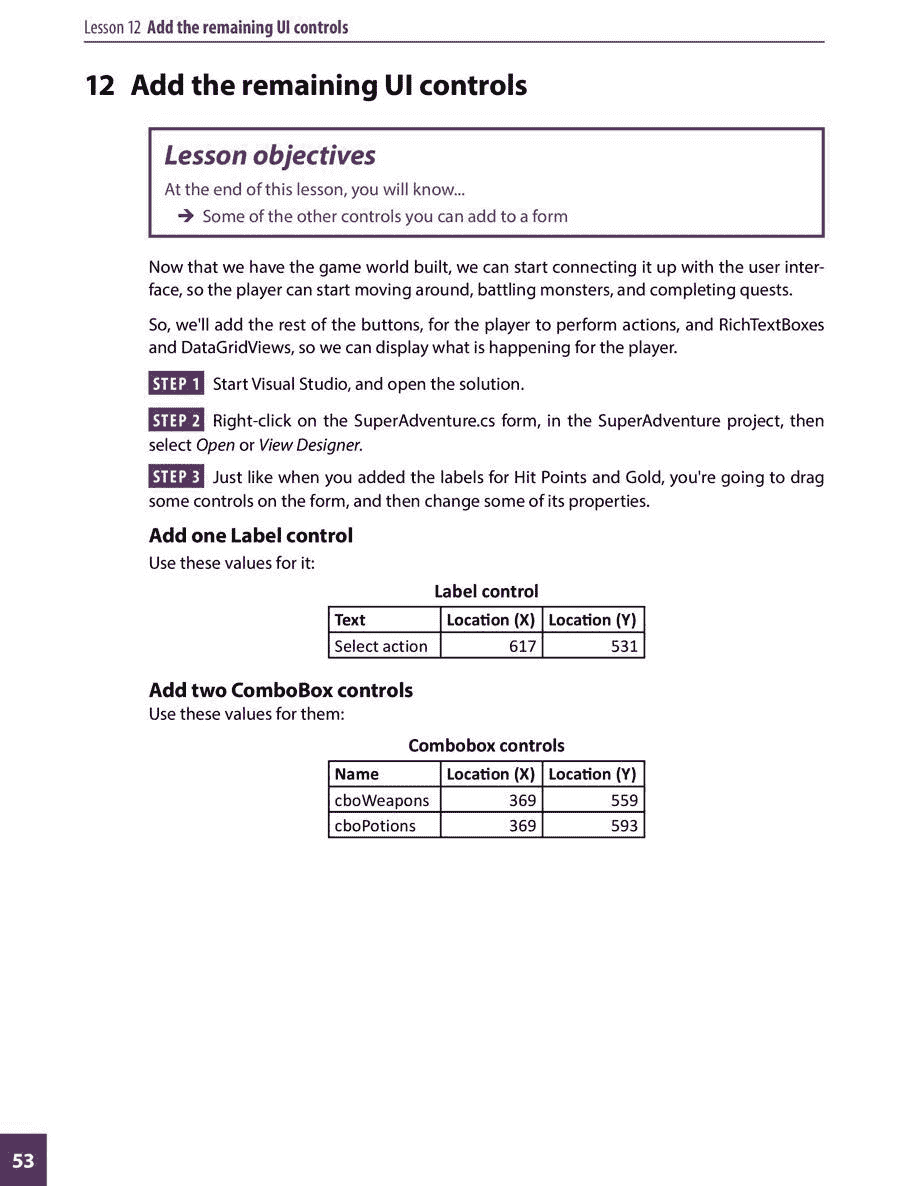 Lesson 12 Add the remaining UI controls
12 Add the remaining UI controls
Lesson objectives
At the end of this lesson, you will know...
➔ Some of the other controls you can add to a form
Now that we have the game world built, we can start connecting it up with the user inter-
face, so the player can start moving around, battling monsters, and completing quests.
So, we'll add the rest of the buttons, for the player to perform actions, and RichTextBoxes
and DataGridViews, so we can display what is happening for the player.
STEP 1 Start Visual Studio, and open the solution.
STEP 2 Right-click on the SuperAdventure.cs form, in the SuperAdventure project, then
select Open or View Designer.
STEP 3 Just like when you added the labels for Hit Points and Gold, you're going to drag
some controls on the form, and then change some of its properties.
Add one Label control
Use these values for it:
Label control
Text Location (X) Location (Y)
Select action 617 531
Add two ComboBox controls
Use these values for them:
Combobox controls
Name Location (X) Location (Y)
cboWeapons 369 559
cboPotions 369 593
53